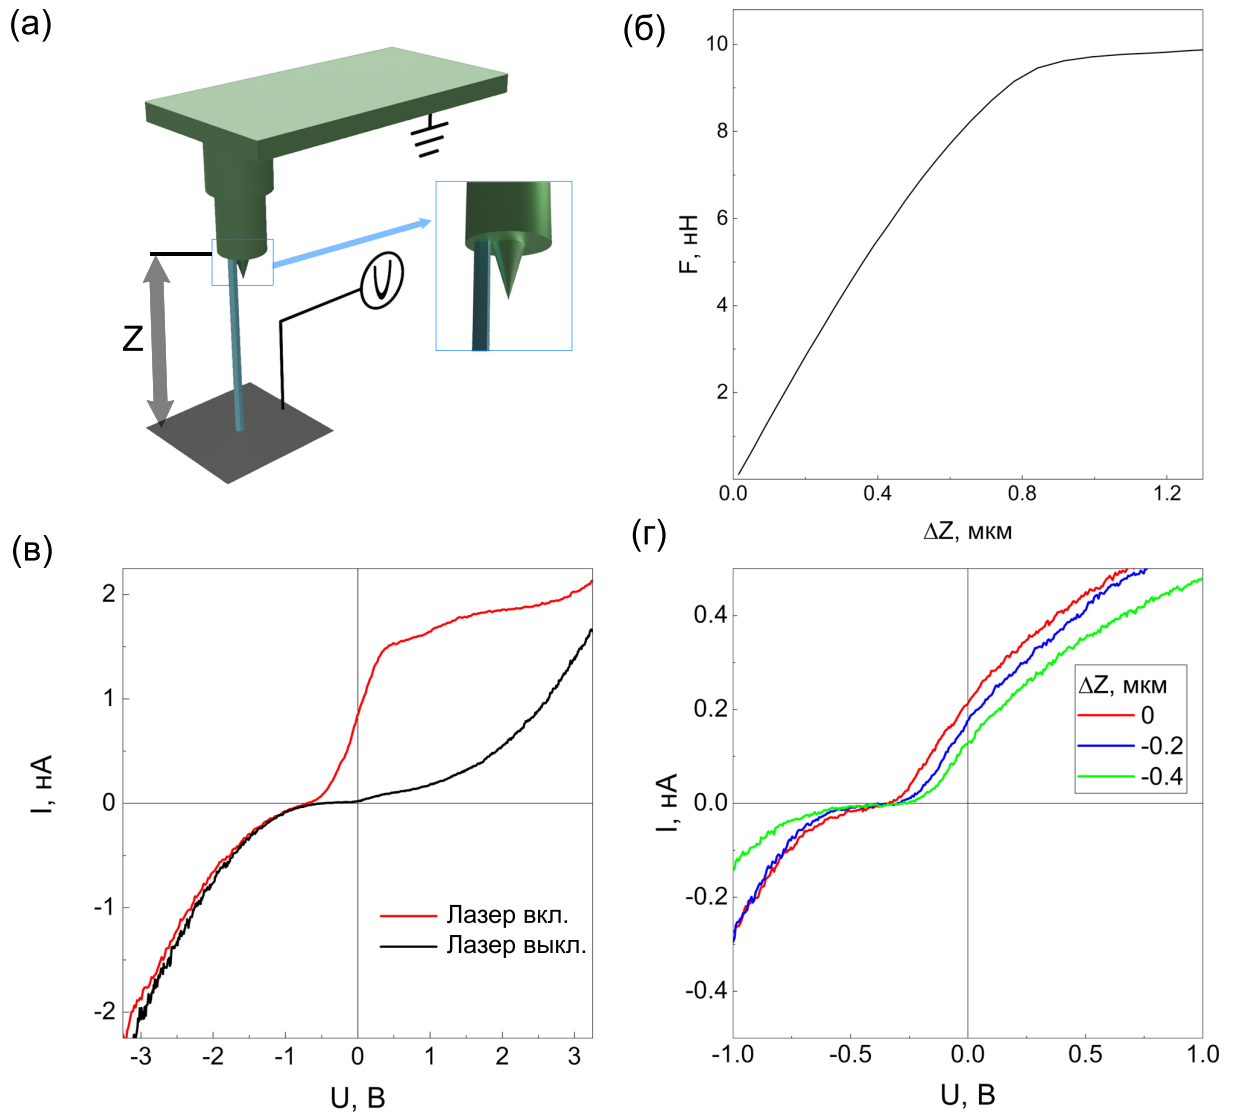 (а)
Z
U
(б)
10
8
6
4
2
F, нН
0.0 0.4 0.8 1.2
ΔZ, мкм
(в)
2
1
0
-1
-2
I, нА
Лазер вкл.
Лазер выкл.
-3 -2 -1 0 1 2 3
U, В
(г)
0.4
0.2
0.0
-0.2
-0.4
I, нА
ΔZ, мкм
0
-0.2
-0.4
-1.0 -0.5 0.0 0.5 1.0
U, В